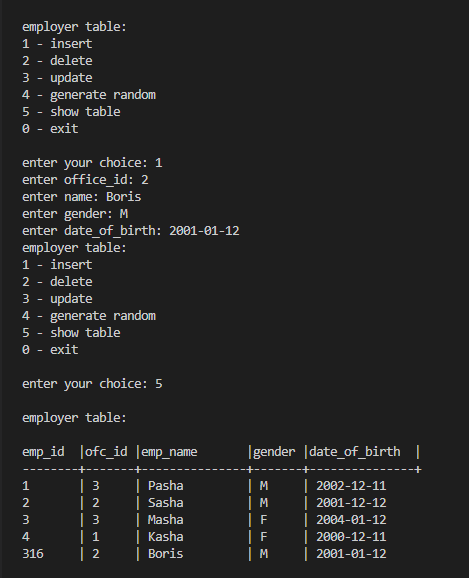 employer table:
1 - insert
2 - delete
3 - update
4 - generate random
5 - show table
0 - exit
enter your choice: 1
enter office_id: 2
enter name: Boris
enter gender: M
enter date_of_birth: 2001-01-12
employer table:
1 - insert
2 - delete
3 - update
4 - generate random
5 - show table
0 - exit
enter your choice: 5
employer table:
emp_id  |ofc_id |emp_name       |gender |date_of_birth  |
--------+-------+---------------+-------+---------------+
1       | 3     | Pasha         | M     | 2002-12-11
2       | 2     | Sasha         | M     | 2001-12-12
3       | 3     | Masha         | F     | 2004-01-12
4       | 1     | Kasha         | F     | 2000-12-11
316     | 2     | Boris         | M     | 2001-01-12